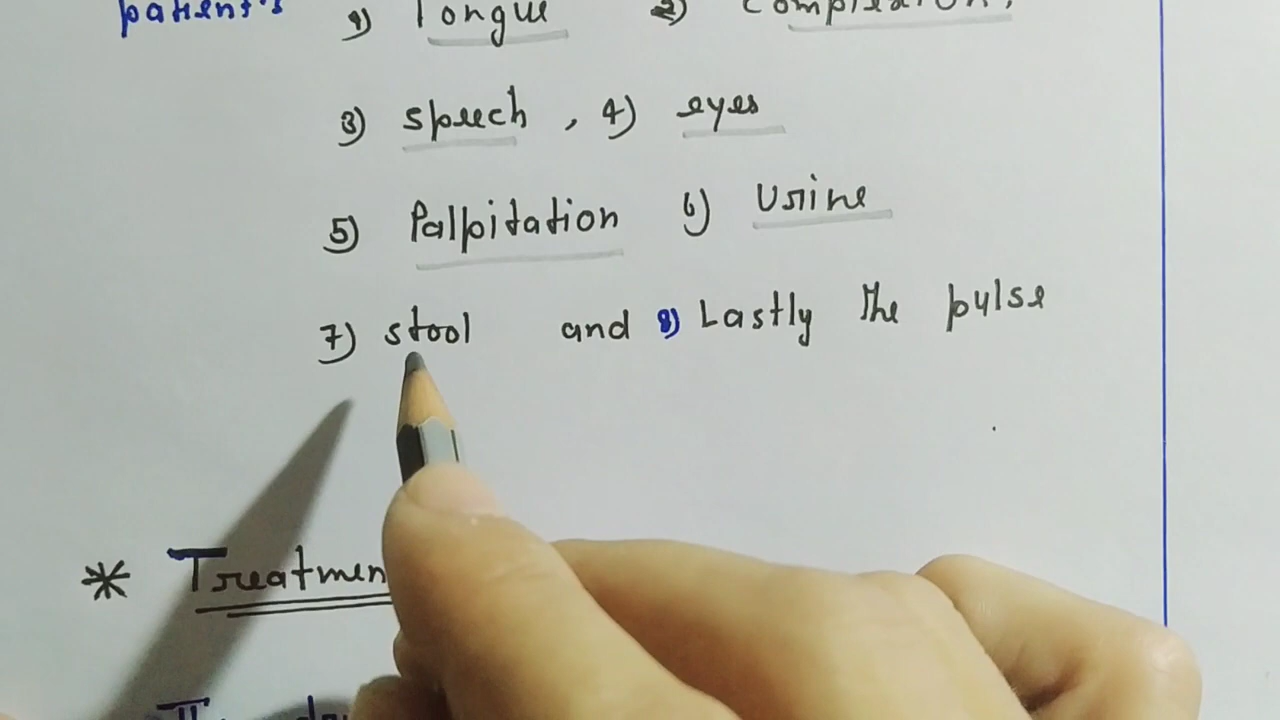 patient's 1) Tongue 2) Complexion,
3) speech , 4) eyes
5) Palpitation 6) Urine
7) stool and 8) Lastly the pulse
* Treatmen